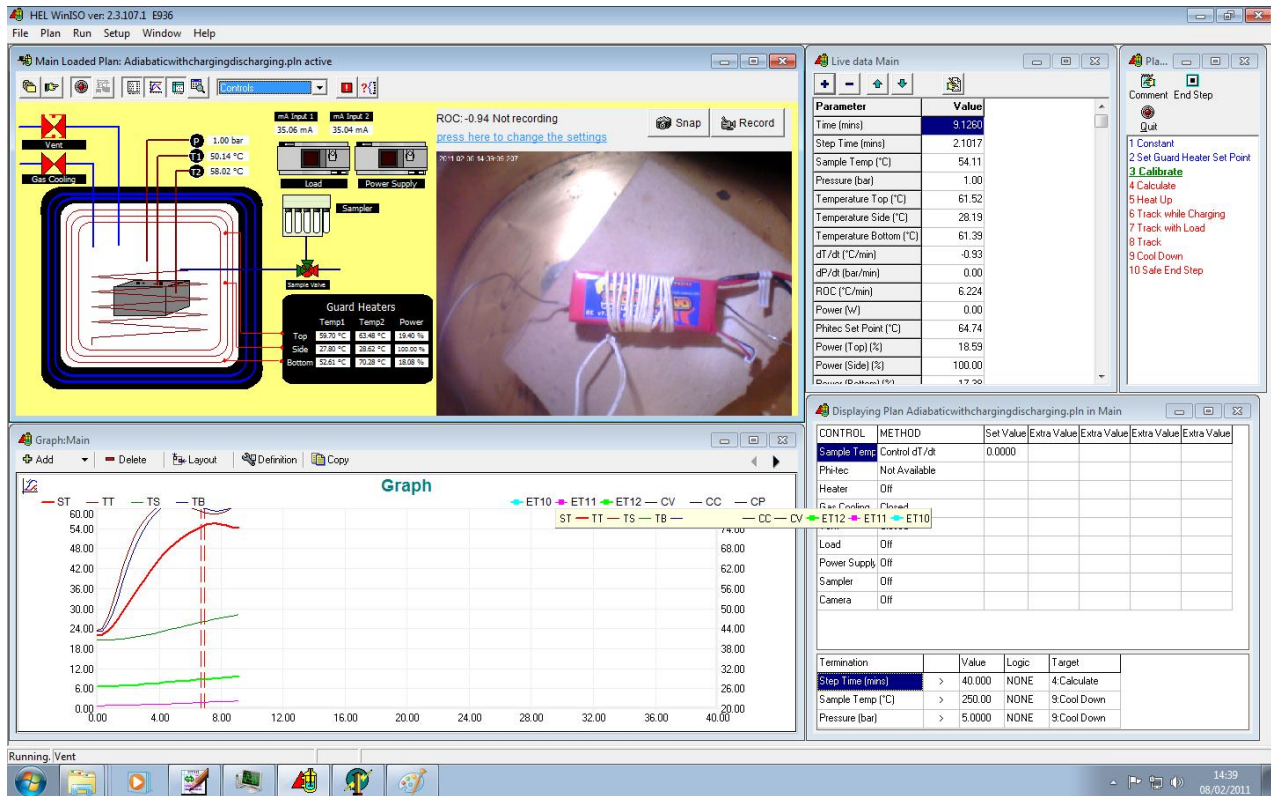 HEL WinISO ver: 2.3.107.1 E936
File Plan Run Setup Window Help
Main Loaded Plan: Adiabaticwithchargingdischarging.pln active
Controls
Vent
Gas Cooling
P 1.00 bar
T1 50.14 °C
T2 58.02 °C
mA Input 1 mA Input 2
35.06 mA 35.04 mA
Load Power Supply
Sampler
Sample Valve
Guard Heaters
Temp1 Temp2 Power
Top 59.70 °C 63.48 °C 19.40 %
Side 27.80 °C 28.62 °C 100.00 %
Bottom 52.61 °C 70.28 °C 18.08 %
ROC: -0.94 Not recording
press here to change the settings
Snap Record
Live data Main
Parameter Value
Time (mins) 9.1260
Step Time (mins) 2.1017
Sample Temp (°C) 54.11
Pressure (bar) 1.00
Temperature Top (°C) 61.52
Temperature Side (°C) 28.19
Temperature Bottom (°C) 61.39
dT/dt (°C/min) -0.93
dP/dt (bar/min) 0.00
ROC (°C/min) 6.224
Power (W) 0.00
Phitec Set Point (°C) 64.74
Power (Top) (%) 18.59
Power (Side) (%) 100.00
Power (Bottom) (%) 17.38
Pla...
Comment End Step
Quit
1 Constant
2 Set Guard Heater Set Point
3 Calibrate
4 Calculate
5 Heat Up
6 Track while Charging
7 Track with Load
8 Track
9 Cool Down
10 Safe End Step
Graph:Main
Add Delete Layout Definition Copy
Graph
ST TT TS TB ET10 ET11 ET12 CV CC CP
ST TT TS TB CC CV ET12 ET11 ET10
60.00
54.00 74.00
48.00 68.00
42.00 62.00
36.00 56.00
30.00 50.00
24.00 44.00
18.00 38.00
12.00 32.00
6.00 26.00
0.00 20.00
0.00 4.00 8.00 12.00 16.00 20.00 24.00 28.00 32.00 36.00 40.00
Displaying Plan Adiabaticwithchargingdischarging.pln in Main
CONTROL METHOD Set Value Extra Value Extra Value Extra Value Extra Value
Sample Temp Control dT/dt 0.0000
Phi-tec Not Available
Heater Off
Gas Cooling Closed
Load Off
Power Supply Off
Sampler Off
Camera Off
Termination Value Logic Target
Step Time (mins) > 40.000 NONE 4:Calculate
Sample Temp (°C) > 250.00 NONE 9:Cool Down
Pressure (bar) > 5.0000 NONE 9:Cool Down
Running. Vent
14:39
08/02/2011